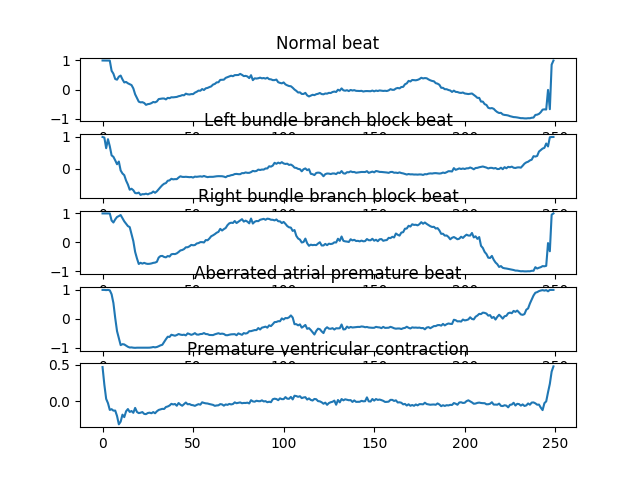 Normal beat
1
0
−1
Left bundle branch block beat
1
0
Right bundle branch block beat
1
0
−1
Aberrated atrial premature beat
1
0
−1
Premature ventricular contraction
0.5
0.0
0 50 100 150 200 250